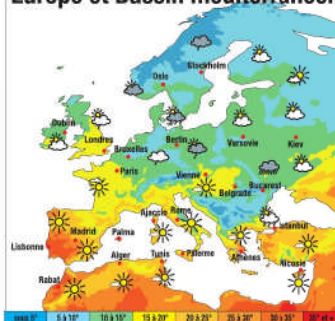 Europe et Bassin méditerranéen
Stockholm
Oslo
Dublin
Londres
Berlin
Varsovie
Kiev
Bruxelles
Paris
Vienne
Belgrade
Bucarest
Ajaccio
Rome
Madrid
Palma
Istanbul
Lisbonne
Alger
Tunis
Palerme
Athènes
Nicosie
Rabat
5 à 10°
10 à 15°
15 à 20°
20 à 25°
25 à 30°
30 à 35°